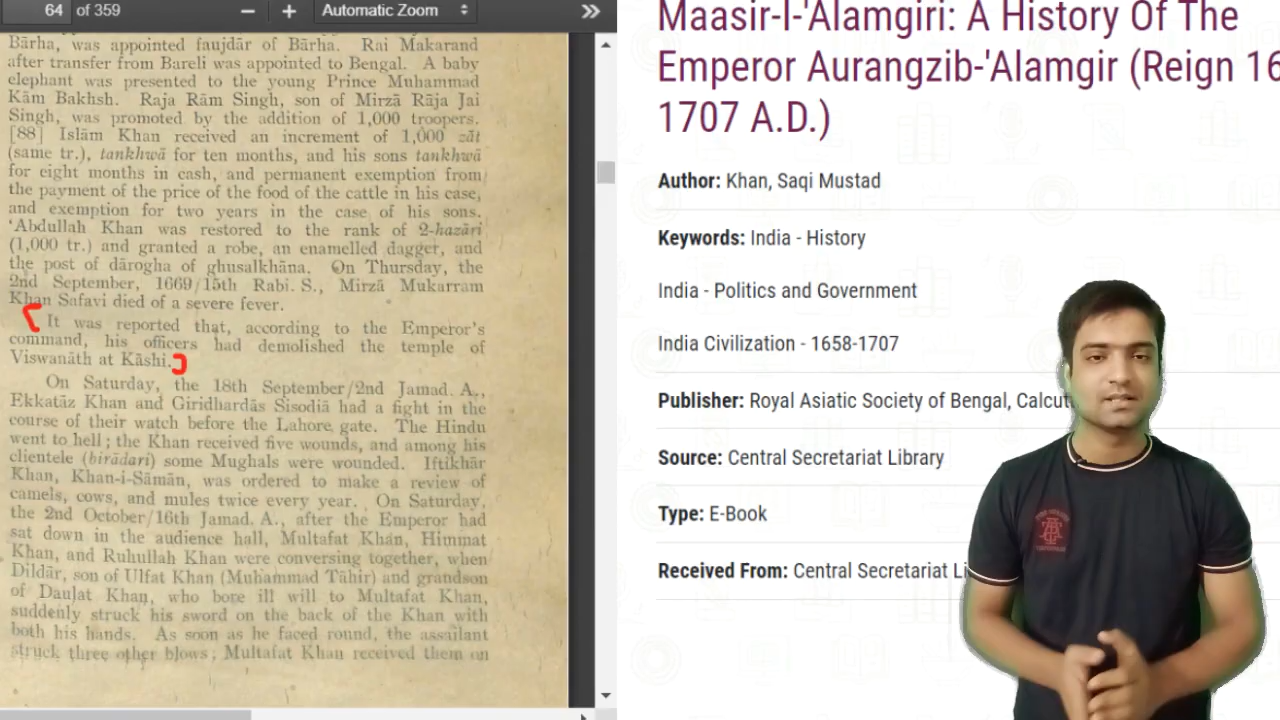 64 of 359
Automatic Zoom
Bārha, was appointed faujdār of Bārha. Rai Makarand
after transfer from Bareli was appointed to Bengal. A baby
elephant was presented to the young Prince Muhammad
Kām Bakhsh. Raja Rām Singh, son of Mirzā Rāja Jai
Singh, was promoted by the addition of 1,000 troopers.
[88] Islām Khan received an increment of 1,000 zāt
(same tr.), tankhwā for ten months, and his sons tankhwā
for eight months in cash, and permanent exemption from
the payment of the price of the food of the cattle in his case,
and exemption for two years in the case of his sons.
'Abdullah Khan was restored to the rank of 2-hazāri
(1,000 tr.) and granted a robe, an enamelled dagger, and
the post of dārogha of ghusalkhāna. On Thursday, the
2nd September, 1669/15th Rabi. S., Mirzā Mukarram
Khan Safavi died of a severe fever.
It was reported that, according to the Emperor's
command, his officers had demolished the temple of
Viswanāth at Kāshi.
On Saturday, the 18th September/2nd Jamad. A.,
Ekkatāz Khan and Giridhardās Sisodiā had a fight in the
course of their watch before the Lahore gate. The Hindu
went to hell; the Khan received five wounds, and among his
clientele (birādari) some Mughals were wounded. Iftikhār
Khan, Khan-i-Sāmān, was ordered to make a review of
camels, cows, and mules twice every year. On Saturday,
the 2nd October/16th Jamad. A., after the Emperor had
sat down in the audience hall, Multafat Khan, Himmat
Khan, and Ruhullah Khan were conversing together, when
Dildār, son of Ulfat Khan (Muhammad Tāhir) and grandson
of Daulat Khan, who bore ill will to Multafat Khan,
suddenly struck his sword on the back of the Khan with
both his hands. As soon as he faced round, the assailant
struck three other blows; Multafat Khan received them on
Maasir-I-'Alamgiri: A History Of The
Emperor Aurangzib-'Alamgir (Reign 16
1707 A.D.)
Author: Khan, Saqi Mustad
Keywords: India - History
India - Politics and Government
India Civilization - 1658-1707
Publisher: Royal Asiatic Society of Bengal, Calcut
Source: Central Secretariat Library
Type: E-Book
Received From: Central Secretariat Li